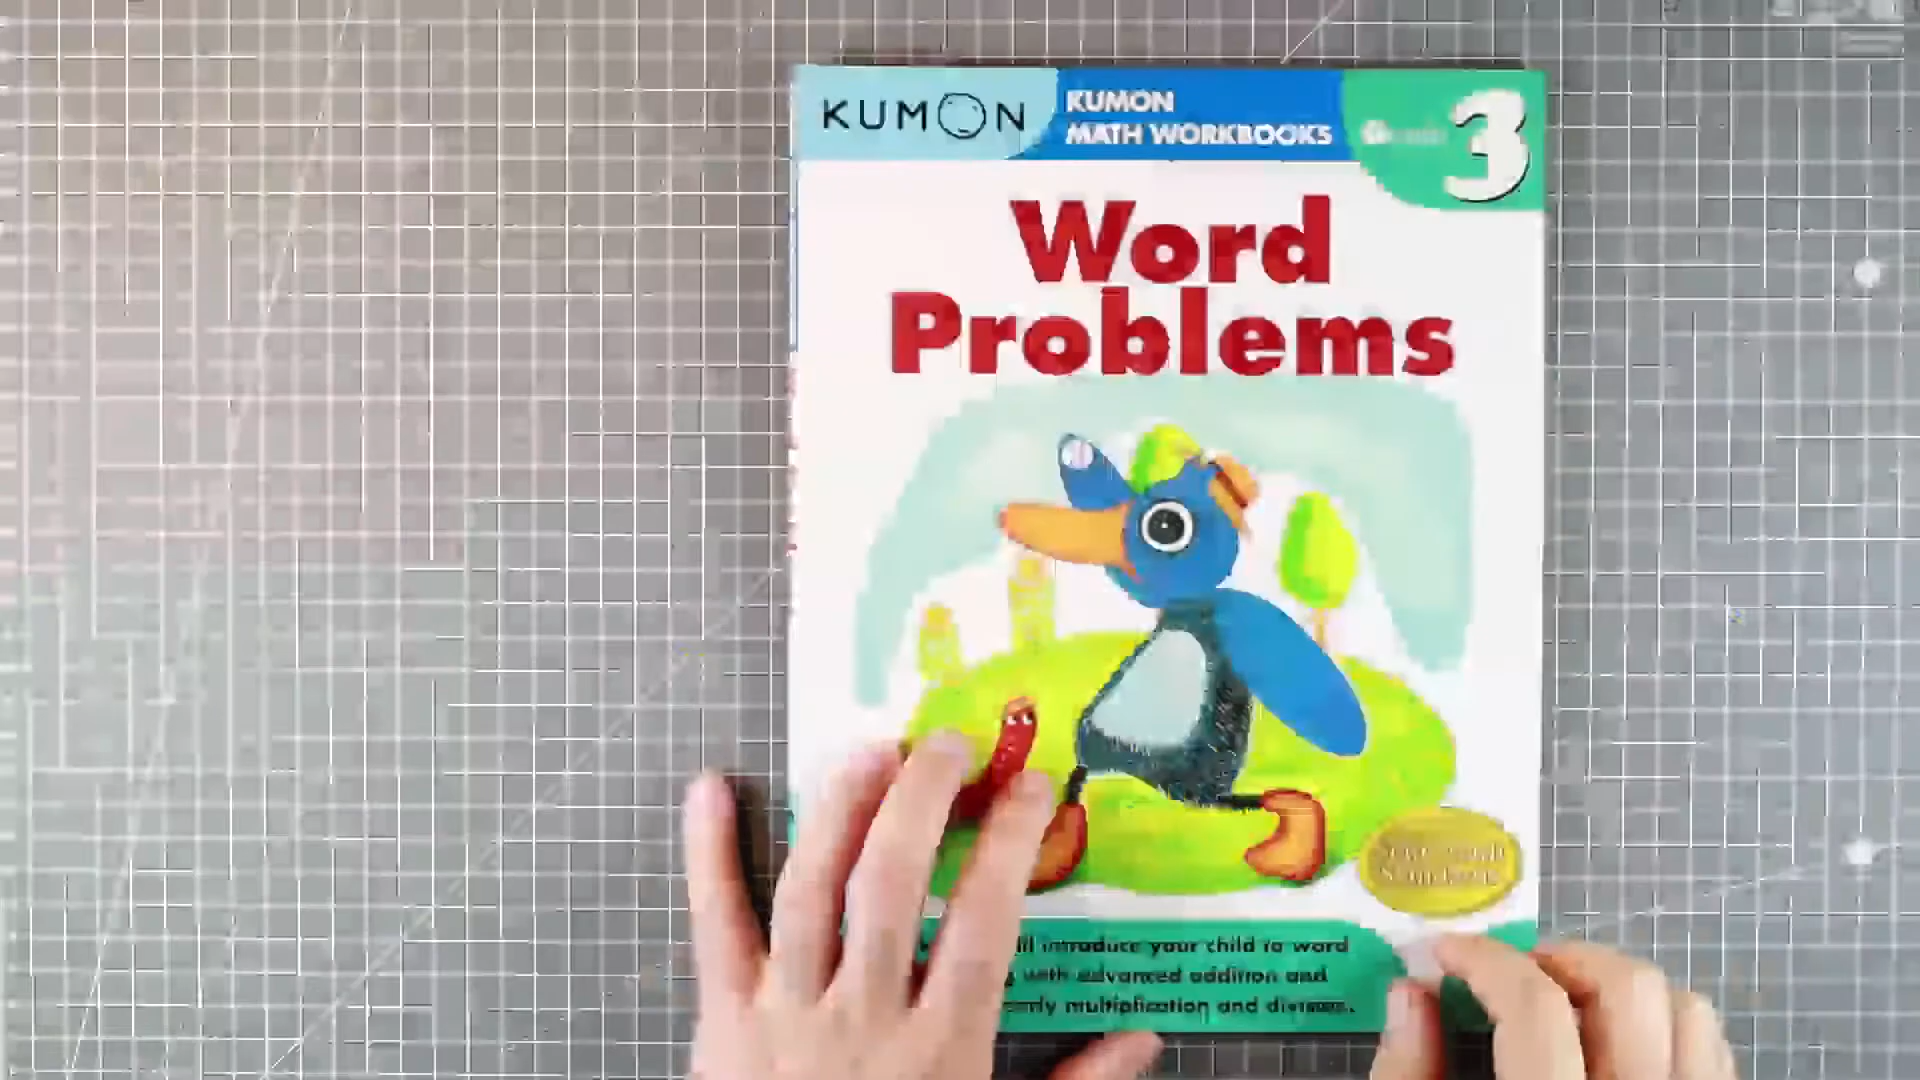 KUMON
KUMON
MATH WORKBOOKS
3
Word
Problems
introduce your child to word
with advanced addition and
multiplication and division.